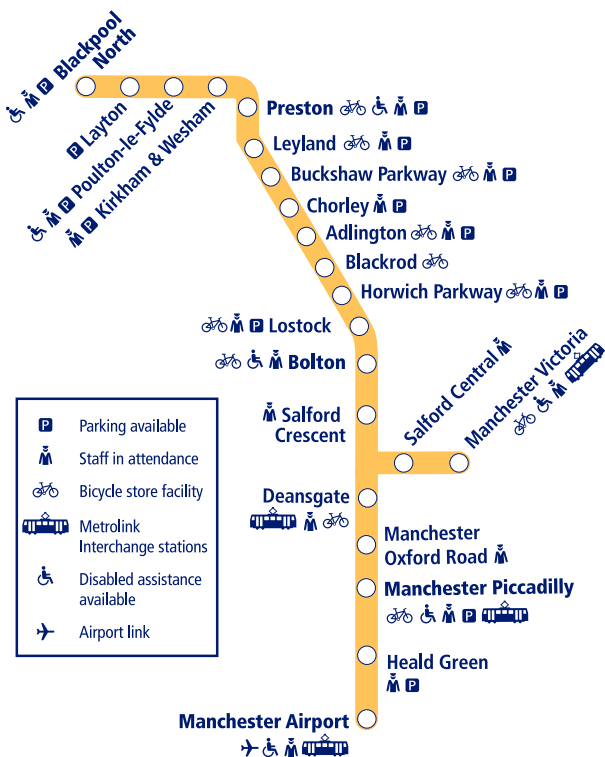 Blackpool
North
P Layton
Poulton-le-Fylde
P
Kirkham & Wesham
P
P
Preston P
Leyland P
Buckshaw Parkway P
Chorley P
Adlington P
Blackrod
Horwich Parkway P
P Lostock
Bolton
Salford
Crescent
Salford Central
Manchester Victoria
Deansgate
Manchester
Oxford Road
Manchester Piccadilly
P
Heald Green
P
Manchester Airport
P Parking available
Staff in attendance
Bicycle store facility
Metrolink
Interchange stations
Disabled assistance
available
Airport link